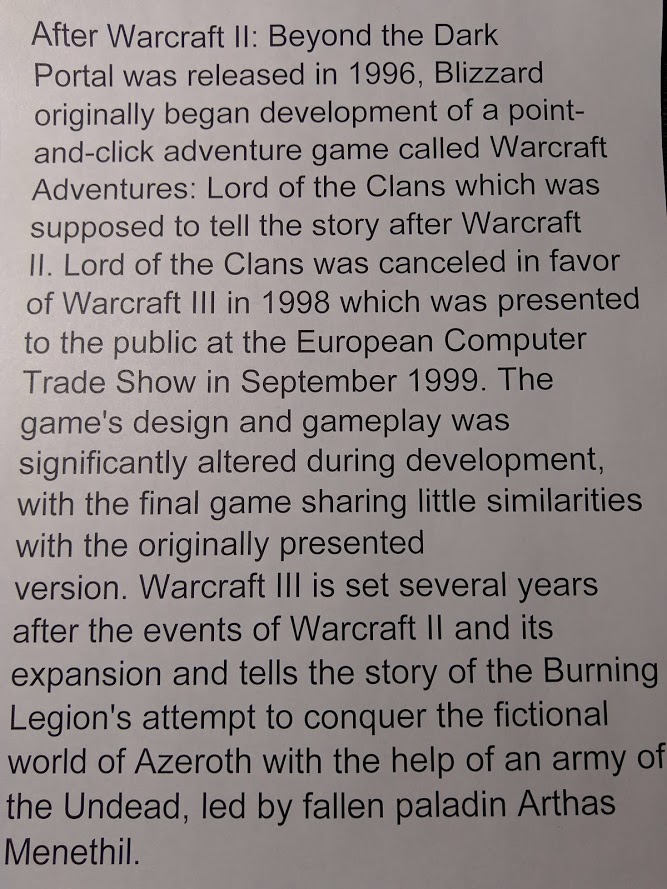 After Warcraft II: Beyond the Dark
Portal was released in 1996, Blizzard
originally began development of a point-
and-click adventure game called Warcraft
Adventures: Lord of the Clans which was
supposed to tell the story after Warcraft
II. Lord of the Clans was canceled in favor
of Warcraft III in 1998 which was presented
to the public at the European Computer
Trade Show in September 1999. The
game's design and gameplay was
significantly altered during development,
with the final game sharing little similarities
with the originally presented
version. Warcraft III is set several years
after the events of Warcraft II and its
expansion and tells the story of the Burning
Legion's attempt to conquer the fictional
world of Azeroth with the help of an army of
the Undead, led by fallen paladin Arthas
Menethil.